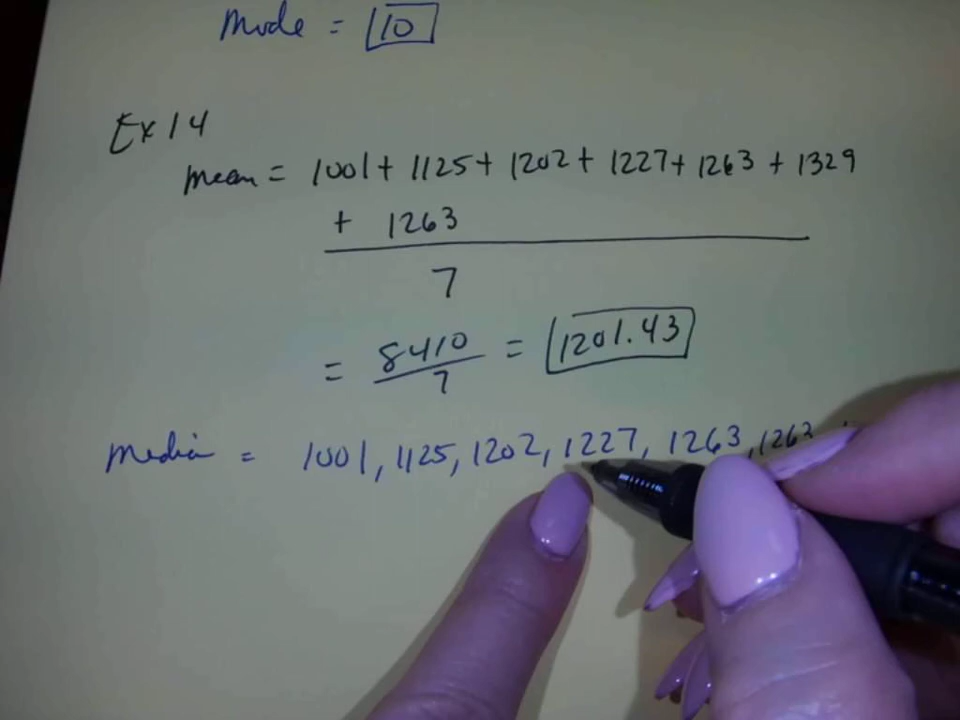 Mode = 10
Ex 14
mean = 1001 + 1125 + 1202 + 1227 + 1263 + 1329
+ 1263
7
= 8410/7 = 1201.43
media = 1001, 1125, 1202, 1227, 1263, 1263